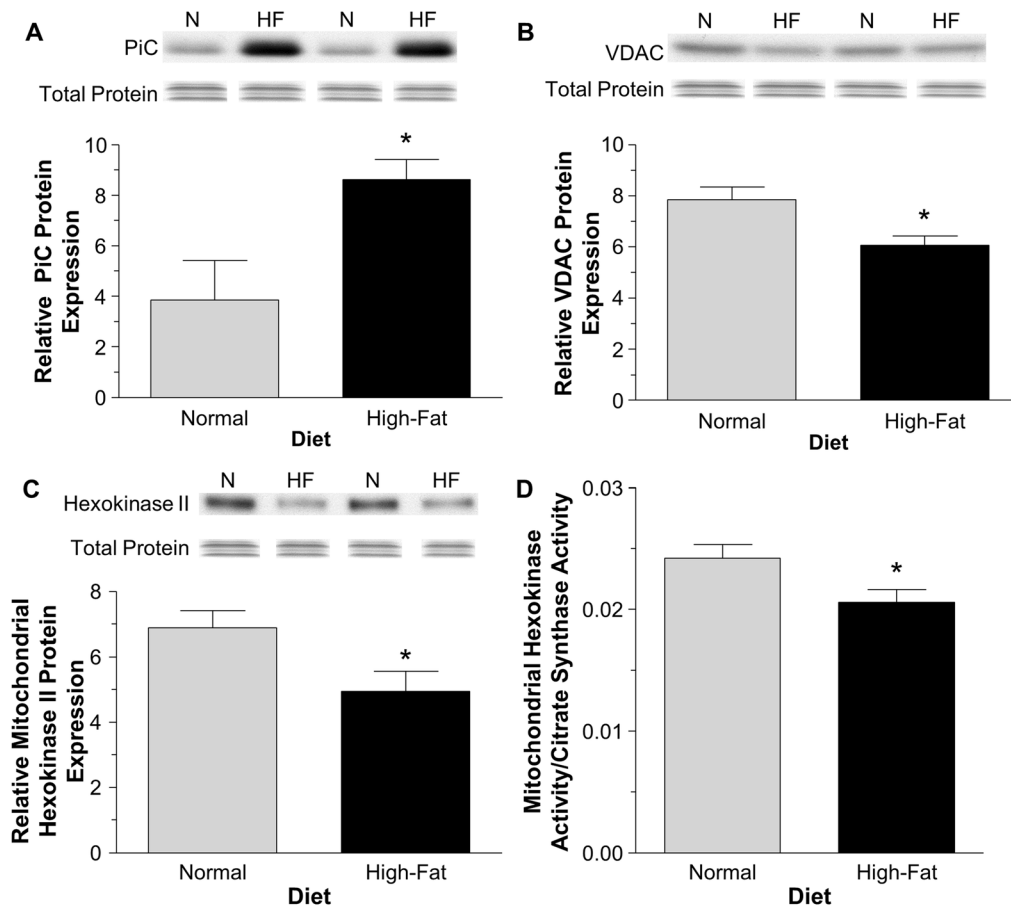 A
N HF N HF
PiC
Total Protein
Relative PiC Protein
Expression
10
8
6
4
2
0
*
Normal High-Fat
Diet
B
N HF N HF
VDAC
Total Protein
Relative VDAC Protein
Expression
10
8
6
4
2
0
*
Normal High-Fat
Diet
C
N HF N HF
Hexokinase II
Total Protein
Relative Mitochondrial
Hexokinase II Protein
Expression
8
6
4
2
0
*
Normal High-Fat
Diet
D
Mitochondrial Hexokinase
Activity/Citrate Synthase Activity
0.03
0.02
0.01
0.00
*
Normal High-Fat
Diet